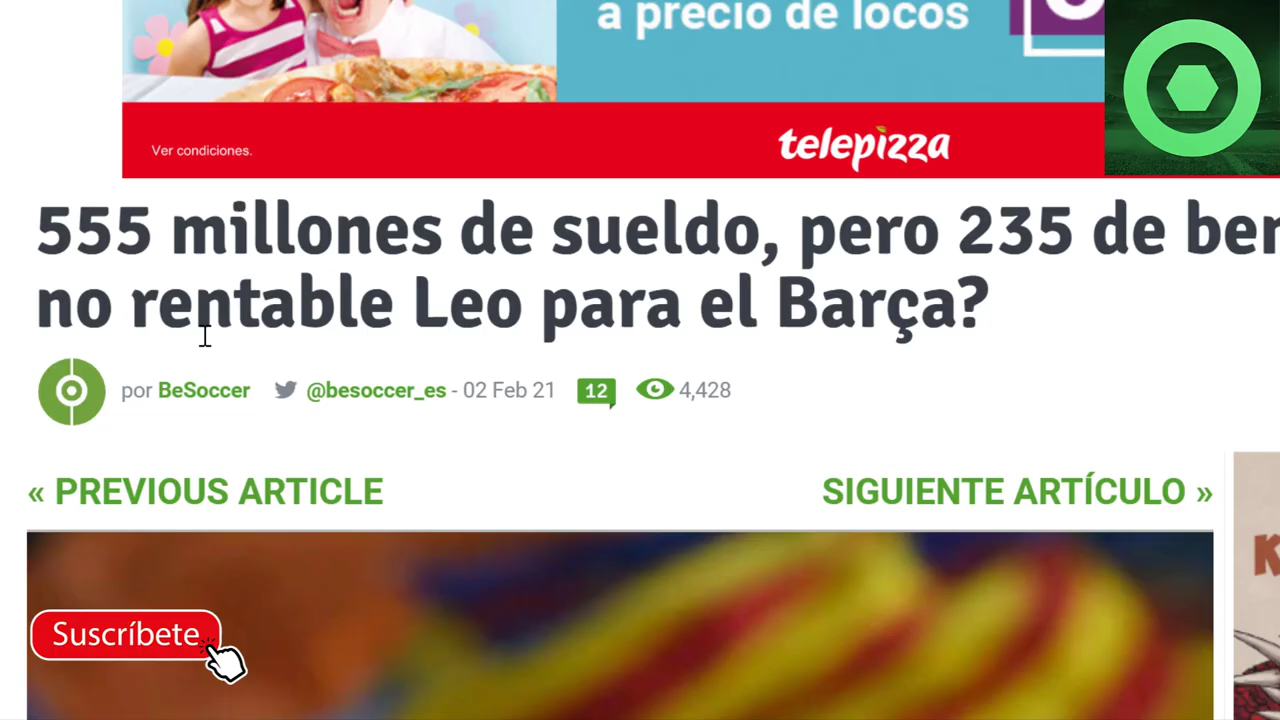 a precio de locos
Ver condiciones.
telepizza
555 millones de sueldo, pero 235 de
no rentable Leo para el Barça?
por BeSoccer @besoccer_es - 02 Feb 21 12 4,428
« PREVIOUS ARTICLE SIGUIENTE ARTÍCULO »
Suscríbete